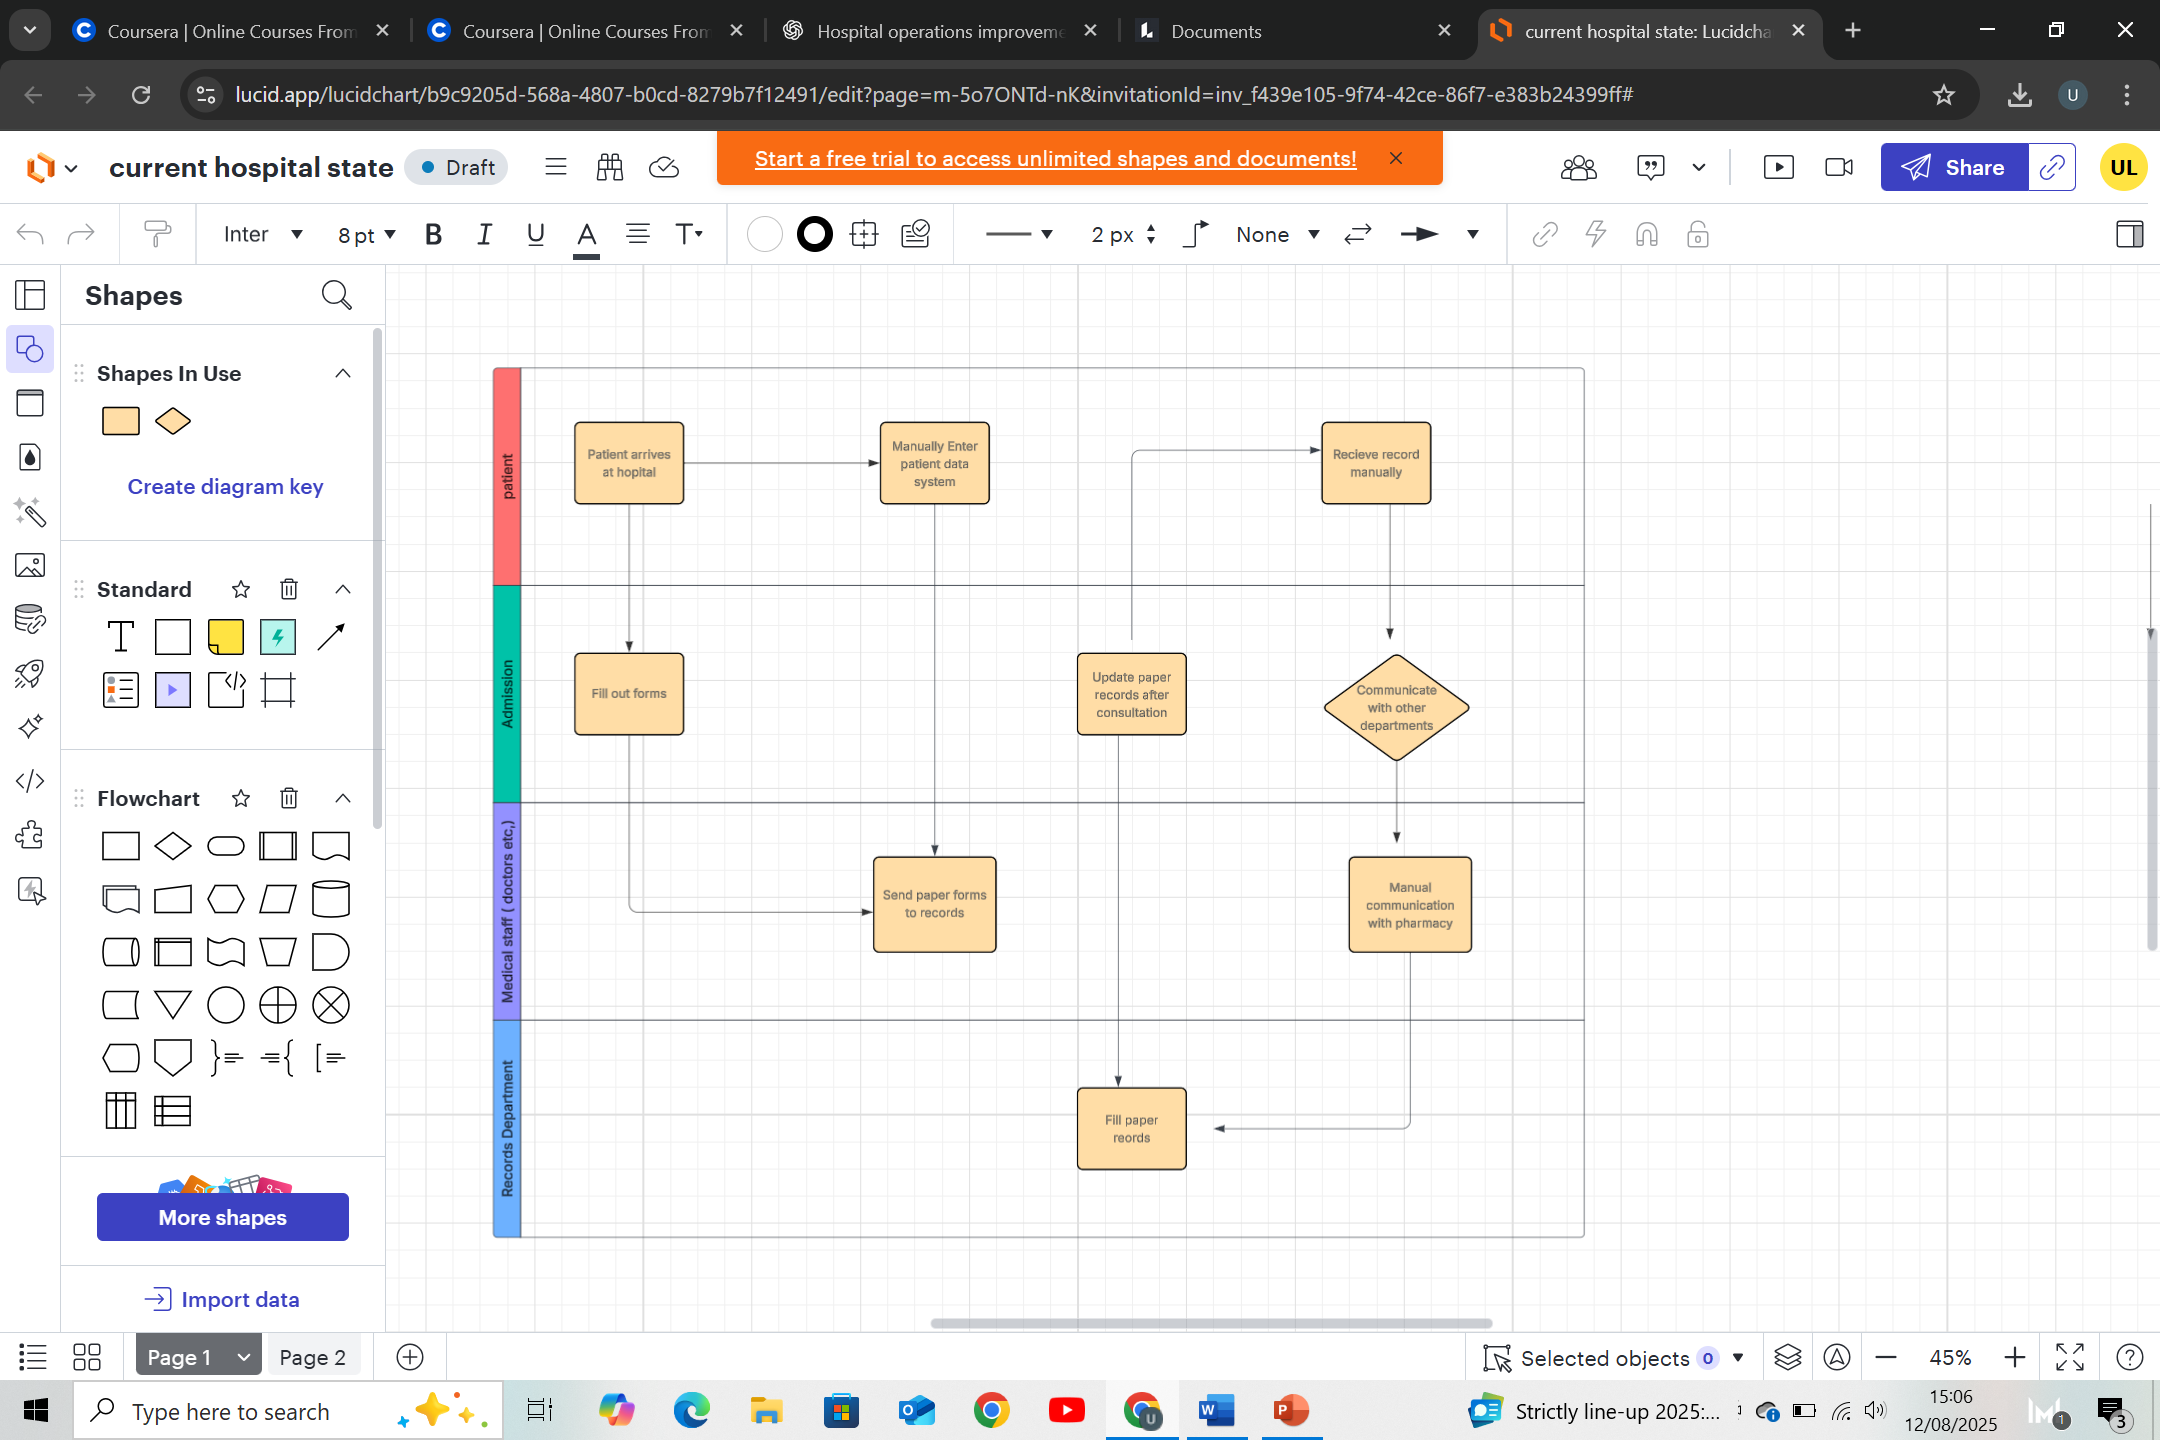 Coursera | Online Courses From
Coursera | Online Courses From
Hospital operations improveme
Documents
current hospital state: Lucidcha
lucid.app/lucidchart/b9c9205d-568a-4807-b0cd-8279b7f12491/edit?page=m-5o7ONTd-nK&invitationId=inv_f439e105-9f74-42ce-86f7-e383b24399ff#
U
current hospital state
Draft
Start a free trial to access unlimited shapes and documents!
Share
UL
Inter
8 pt
B
I
U
A
T
2 px
None
Shapes
Shapes In Use
Create diagram key
Standard
T
Flowchart
More shapes
Import data
patient
Patient arrives
at hopital
Manually Enter
patient data
system
Recieve record
manually
Admission
Fill out forms
Update paper
records after
consultation
Communicate
with other
departments
Medical staff ( doctors etc,)
Send paper forms
to records
Manual
communication
with pharmacy
Records Department
Fill paper
reords
Page 1
Page 2
Selected objects
0
45%
Type here to search
U
Strictly line-up 2025:...
15:06
12/08/2025
1
3